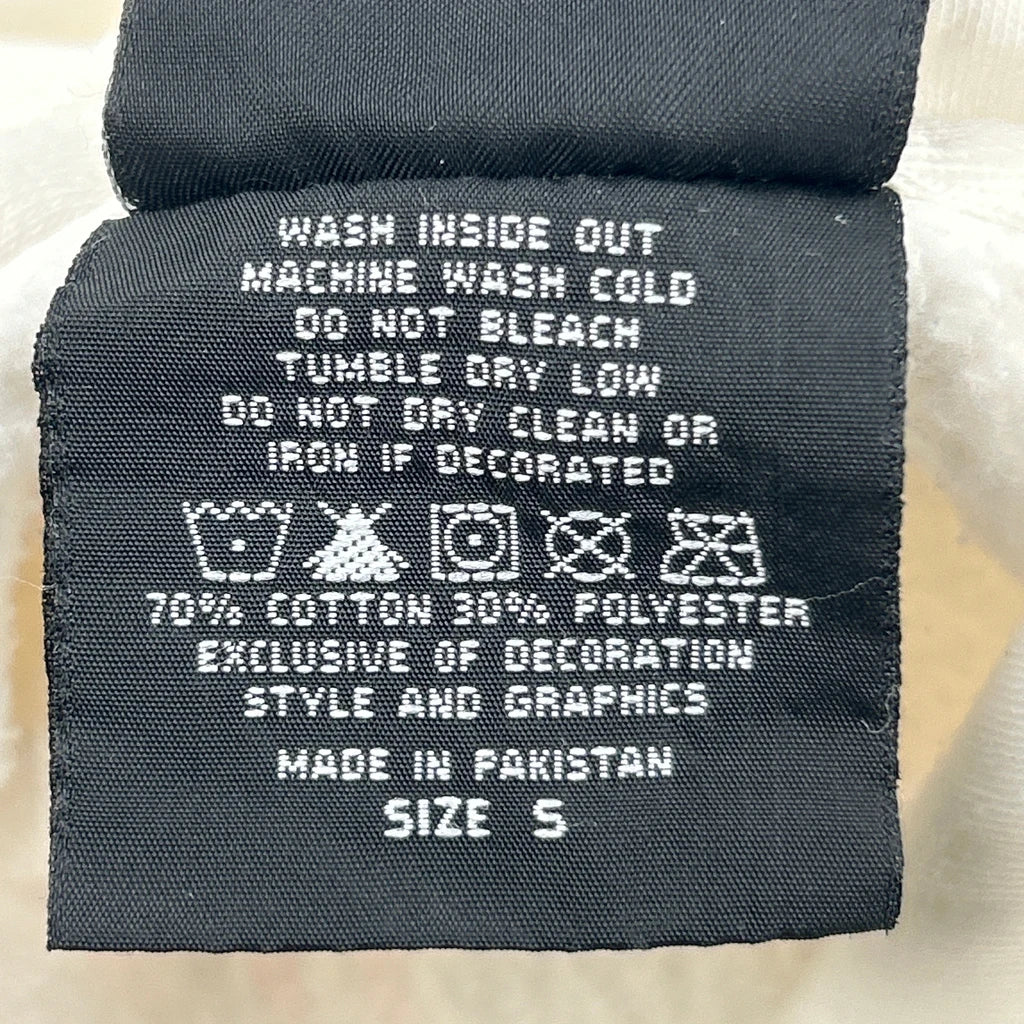 WASH INSIDE OUT
MACHINE WASH COLD
DO NOT BLEACH
TUMBLE DRY LOW
DO NOT DRY CLEAN OR
IRON IF DECORATED
70% COTTON 30% POLYESTER
EXCLUSIVE OF DECORATION
STYLE AND GRAPHICS
MADE IN PAKISTAN
SIZE S